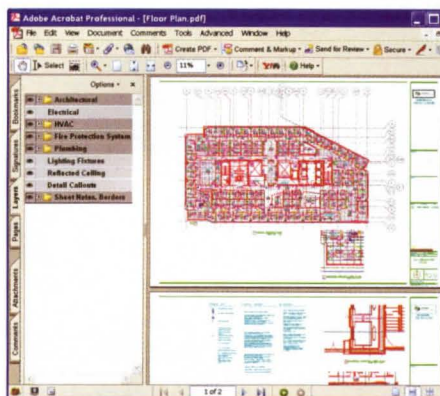 Adobe Acrobat Professional - [Floor Plan.pdf]
File Edit View Document Comments Tools Advanced Window Help
Create PDF Comment & Markup Send for Review Secure
Select 11% Help
Options
Bookmarks
Signatures
Layers
Pages
Attachments
Comments
Architectural
Electrical
HVAC
Fire Protection System
Plumbing
Lighting Fixtures
Reflected Ceiling
Detail Callouts
Sheet Notes, Borders
1 of 2